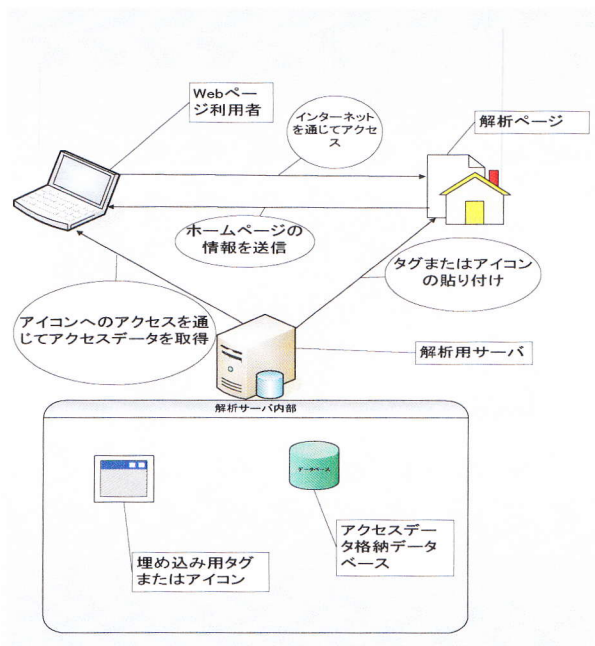 Webペー
ジ利用者
インターネット
を通じてアクセ
ス
解析ページ
ホームページの
情報を送信
タグまたはアイコン
の貼り付け
アイコンへのアクセスを通
じてアクセスデータを取得
解析用サーバ
解析サーバ内部
データベース
埋め込み用タグ
またはアイコン
アクセスデー
タ格納データ
ベース